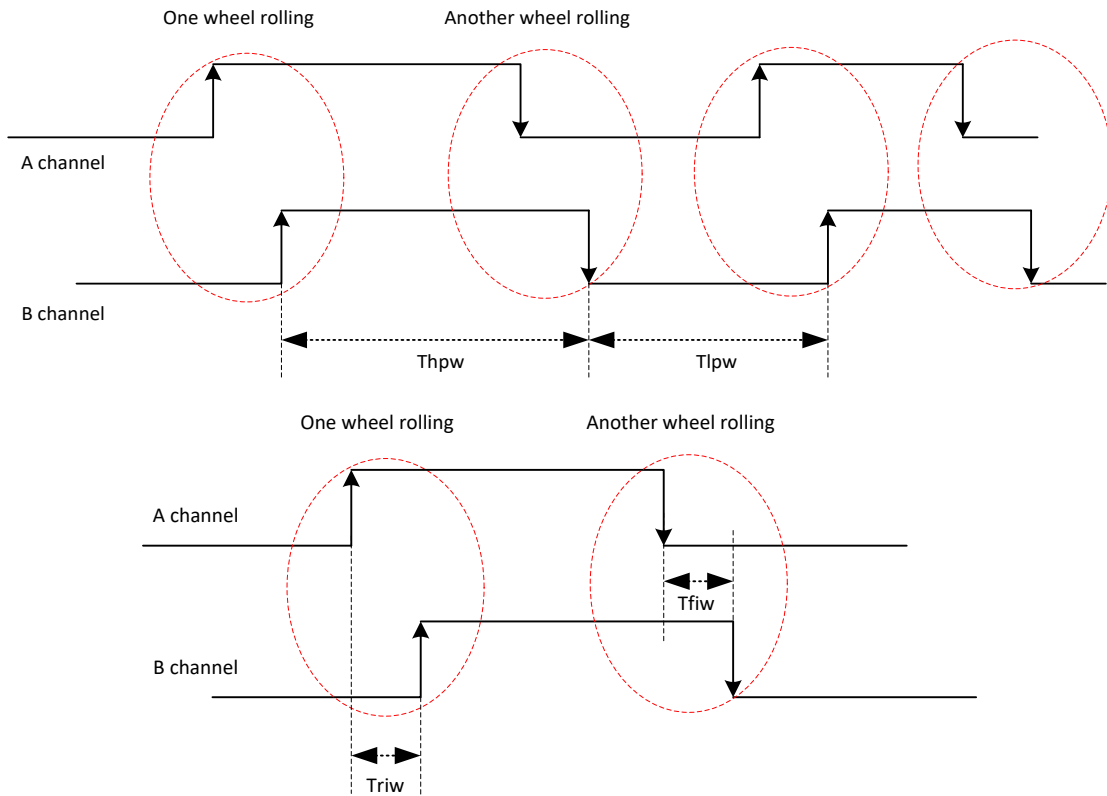 One wheel rolling
Another wheel rolling
A channel
B channel
Thpw
Tlpw
One wheel rolling
Another wheel rolling
A channel
Tfiw
B channel
Triw